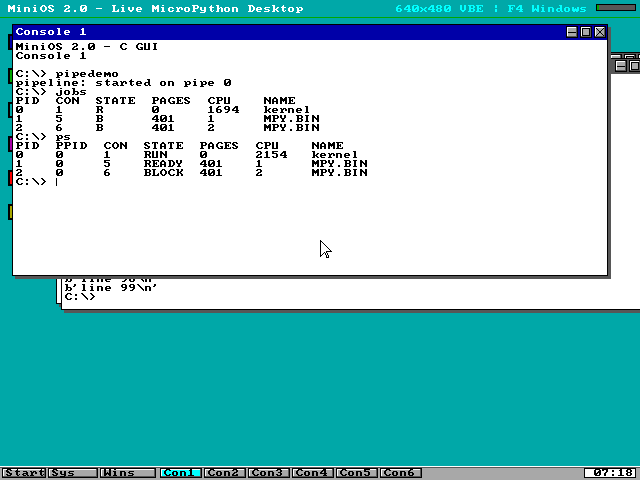 MiniOS 2.0 - Live MicroPython Desktop 640x480 VBE | F4 Windows
Console 1
MiniOS 2.0 - C GUI
Console 1
C:\> pipedemo
pipeline: started on pipe 0
C:\> jobs
PID CON STATE PAGES CPU NAME
0 1 R 0 1694 kernel
1 5 B 401 1 MPY.BIN
2 6 B 401 2 MPY.BIN
C:\> ps
PID PPID CON STATE PAGES CPU NAME
0 0 1 RUN 0 2154 kernel
1 0 5 READY 401 1 MPY.BIN
2 0 6 BLOCK 401 2 MPY.BIN
C:\>
b'line 98\n'
b'line 99\n'
C:\>
Start Sys Wins Con1 Con2 Con3 Con4 Con5 Con6 07:18